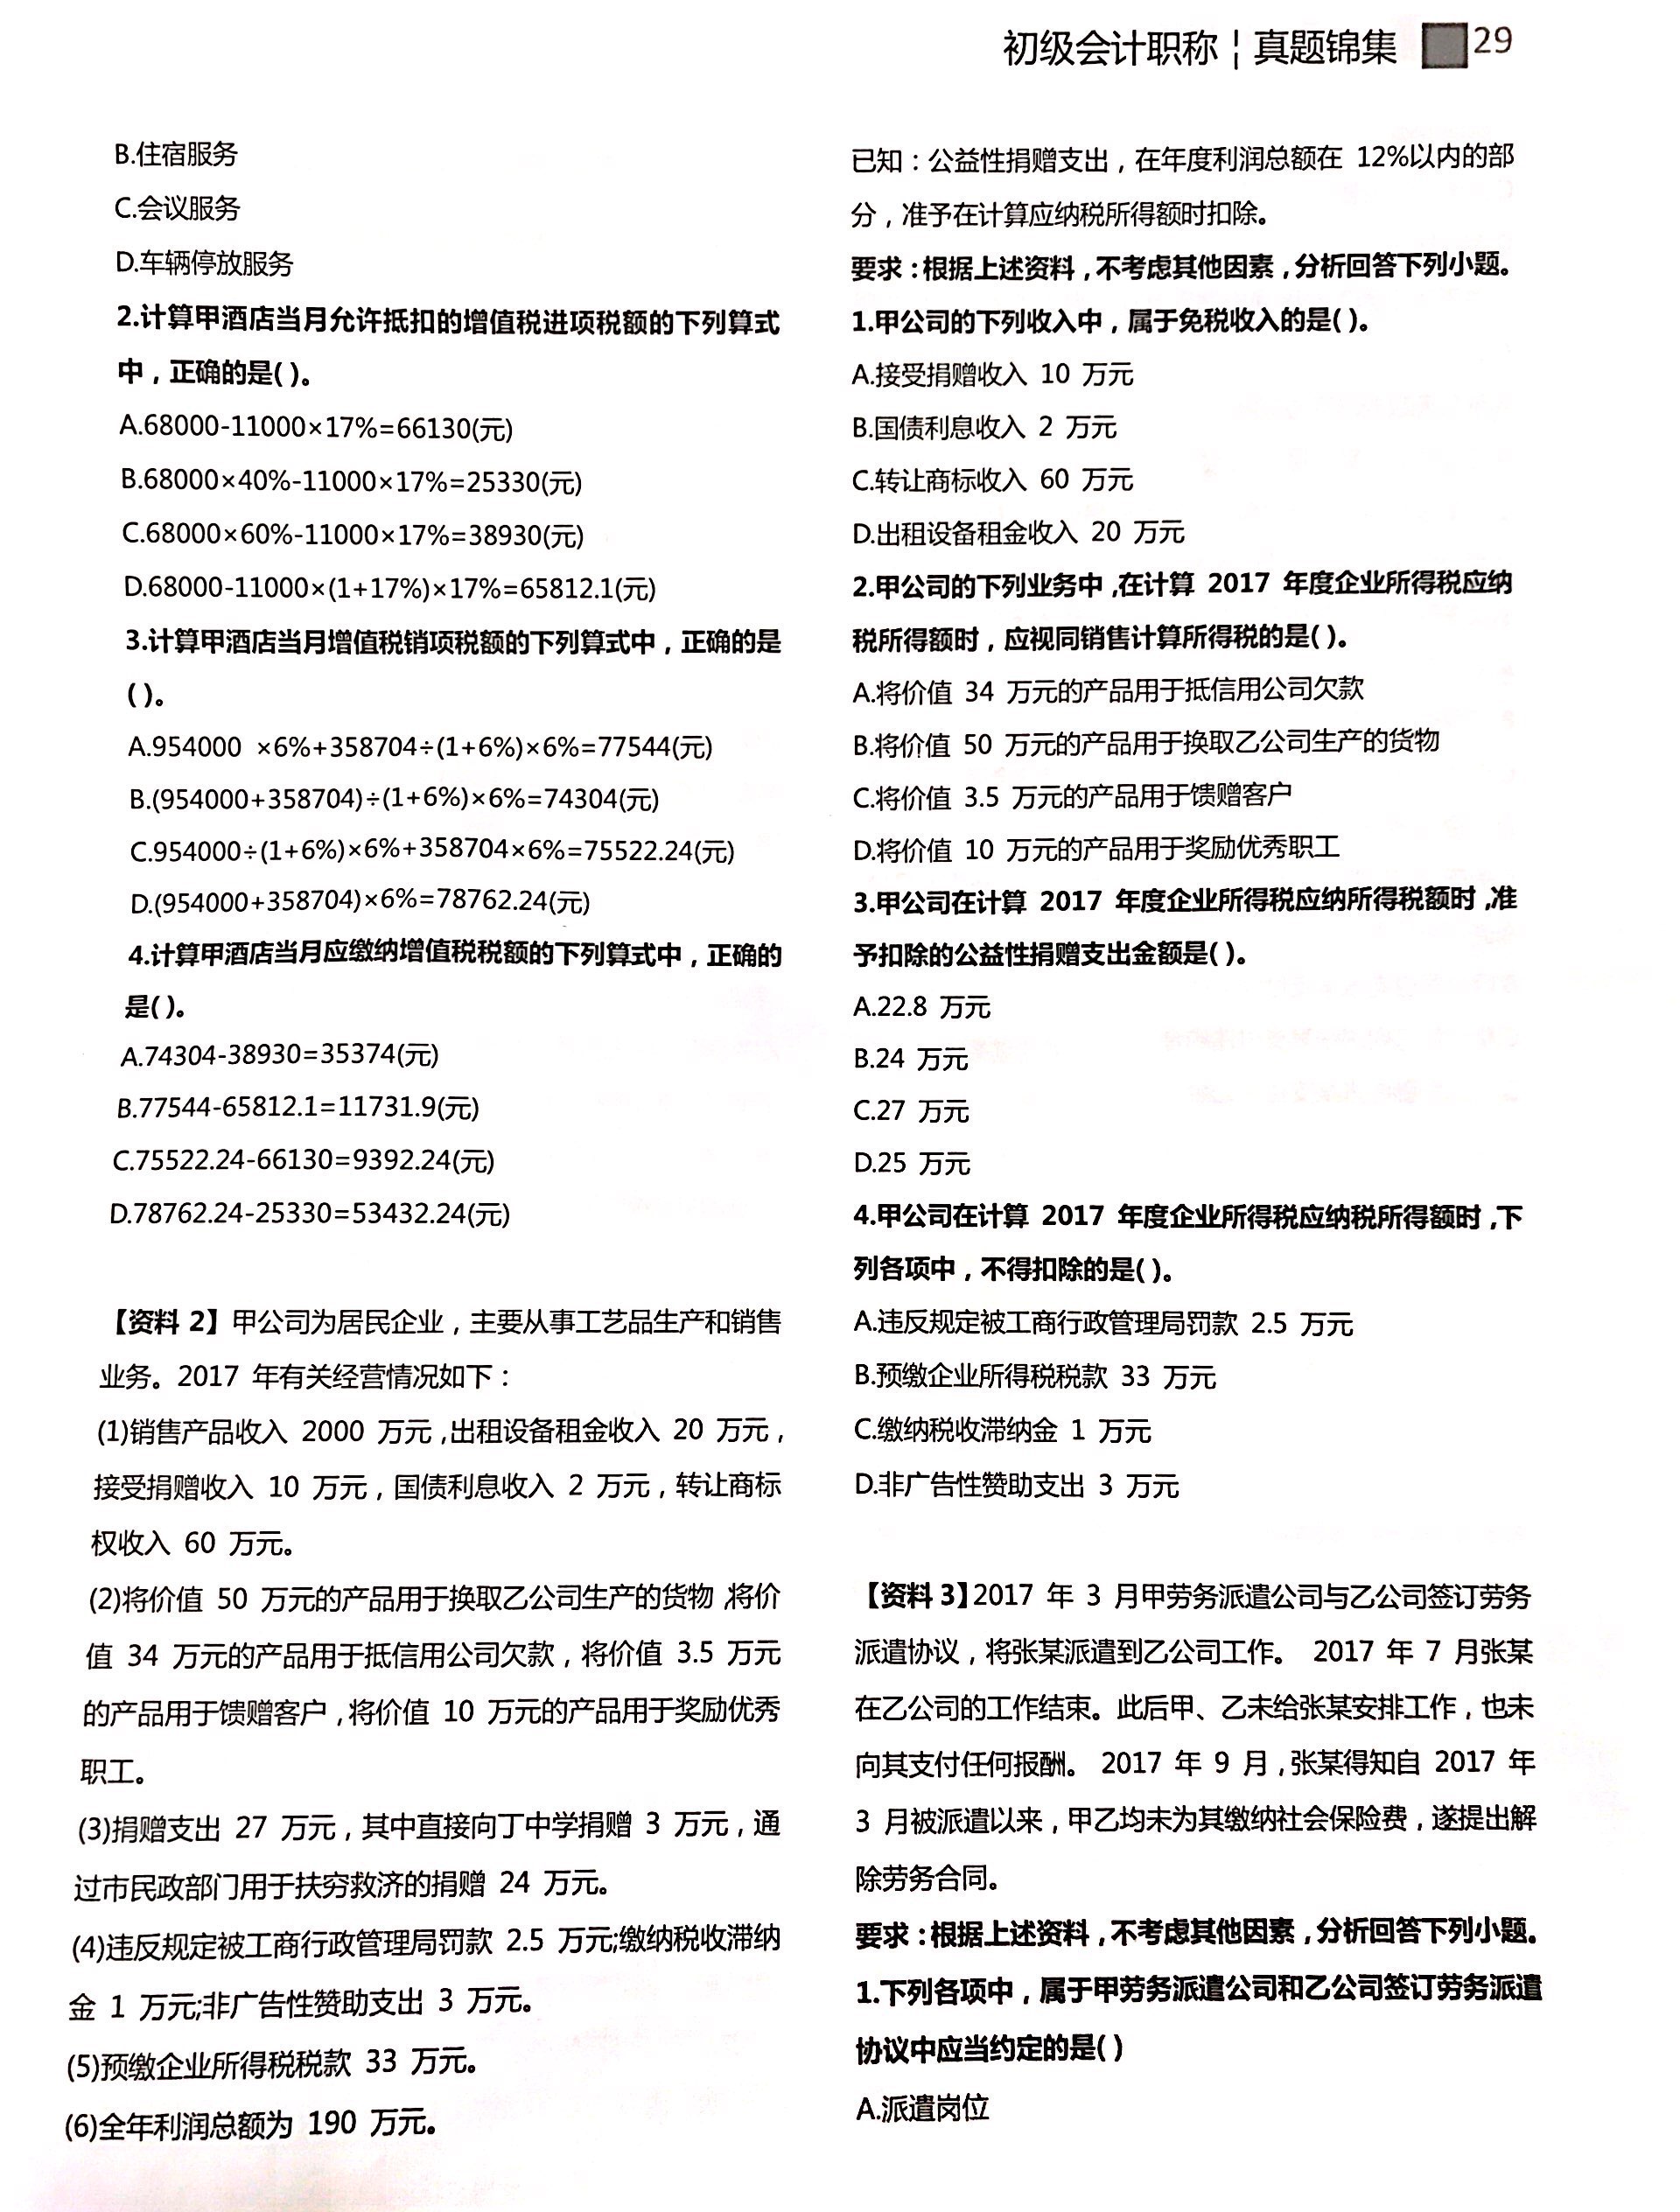 初级会计职称¦真题锦集 29
B.住宿服务
C.会议服务
D.车辆停放服务
2.计算甲酒店当月允许抵扣的增值税进项税额的下列算式
中，正确的是( )。
A.68000-11000×17%=66130(元)
B.68000×40%-11000×17%=25330(元)
C.68000×60%-11000×17%=38930(元)
D.68000-11000×(1+17%)×17%=65812.1(元)
3.计算甲酒店当月增值税销项税额的下列算式中，正确的是
( )。
A.954000 ×6%+358704÷(1+6%)×6%=77544(元)
B.(954000+358704)÷(1+6%)×6%=74304(元)
C.954000÷(1+6%)×6%+358704×6%=75522.24(元)
D.(954000+358704)×6%=78762.24(元)
4.计算甲酒店当月应缴纳增值税税额的下列算式中，正确的
是( )。
A.74304-38930=35374(元)
B.77544-65812.1=11731.9(元)
C.75522.24-66130=9392.24(元)
D.78762.24-25330=53432.24(元)
【资料 2】甲公司为居民企业，主要从事工艺品生产和销售
业务。2017 年有关经营情况如下：
(1)销售产品收入 2000 万元，出租设备租金收入 20 万元，
接受捐赠收入 10 万元，国债利息收入 2 万元，转让商标
权收入 60 万元。
(2)将价值 50 万元的产品用于换取乙公司生产的货物，将价
值 34 万元的产品用于抵信用公司欠款，将价值 3.5 万元
的产品用于馈赠客户，将价值 10 万元的产品用于奖励优秀
职工。
(3)捐赠支出 27 万元，其中直接向丁中学捐赠 3 万元，通
过市民政部门用于扶穷救济的捐赠 24 万元。
(4)违反规定被工商行政管理局罚款 2.5 万元;缴纳税收滞纳
金 1 万元;非广告性赞助支出 3 万元。
(5)预缴企业所得税税款 33 万元。
(6)全年利润总额为 190 万元。
已知：公益性捐赠支出，在年度利润总额在 12%以内的部
分，准予在计算应纳税所得额时扣除。
要求：根据上述资料，不考虑其他因素，分析回答下列小题。
1.甲公司的下列收入中，属于免税收入的是( )。
A.接受捐赠收入 10 万元
B.国债利息收入 2 万元
C.转让商标收入 60 万元
D.出租设备租金收入 20 万元
2.甲公司的下列业务中，在计算 2017 年度企业所得税应纳
税所得额时，应视同销售计算所得税的是( )。
A.将价值 34 万元的产品用于抵信用公司欠款
B.将价值 50 万元的产品用于换取乙公司生产的货物
C.将价值 3.5 万元的产品用于馈赠客户
D.将价值 10 万元的产品用于奖励优秀职工
3.甲公司在计算 2017 年度企业所得税应纳所得税额时，准
予扣除的公益性捐赠支出金额是( )。
A.22.8 万元
B.24 万元
C.27 万元
D.25 万元
4.甲公司在计算 2017 年度企业所得税应纳税所得额时，下
列各项中，不得扣除的是( )。
A.违反规定被工商行政管理局罚款 2.5 万元
B.预缴企业所得税税款 33 万元
C.缴纳税收滞纳金 1 万元
D.非广告性赞助支出 3 万元
【资料 3】2017 年 3 月甲劳务派遣公司与乙公司签订劳务
派遣协议，将张某派遣到乙公司工作。 2017 年 7 月张某
在乙公司的工作结束。此后甲、乙未给张某安排工作，也未
向其支付任何报酬。 2017 年 9 月，张某得知自 2017 年
3 月被派遣以来，甲乙均未为其缴纳社会保险费，遂提出解
除劳务合同。
要求：根据上述资料，不考虑其他因素，分析回答下列小题。
1.下列各项中，属于甲劳务派遣公司和乙公司签订劳务派遣
协议中应当约定的是( )
A.派遣岗位